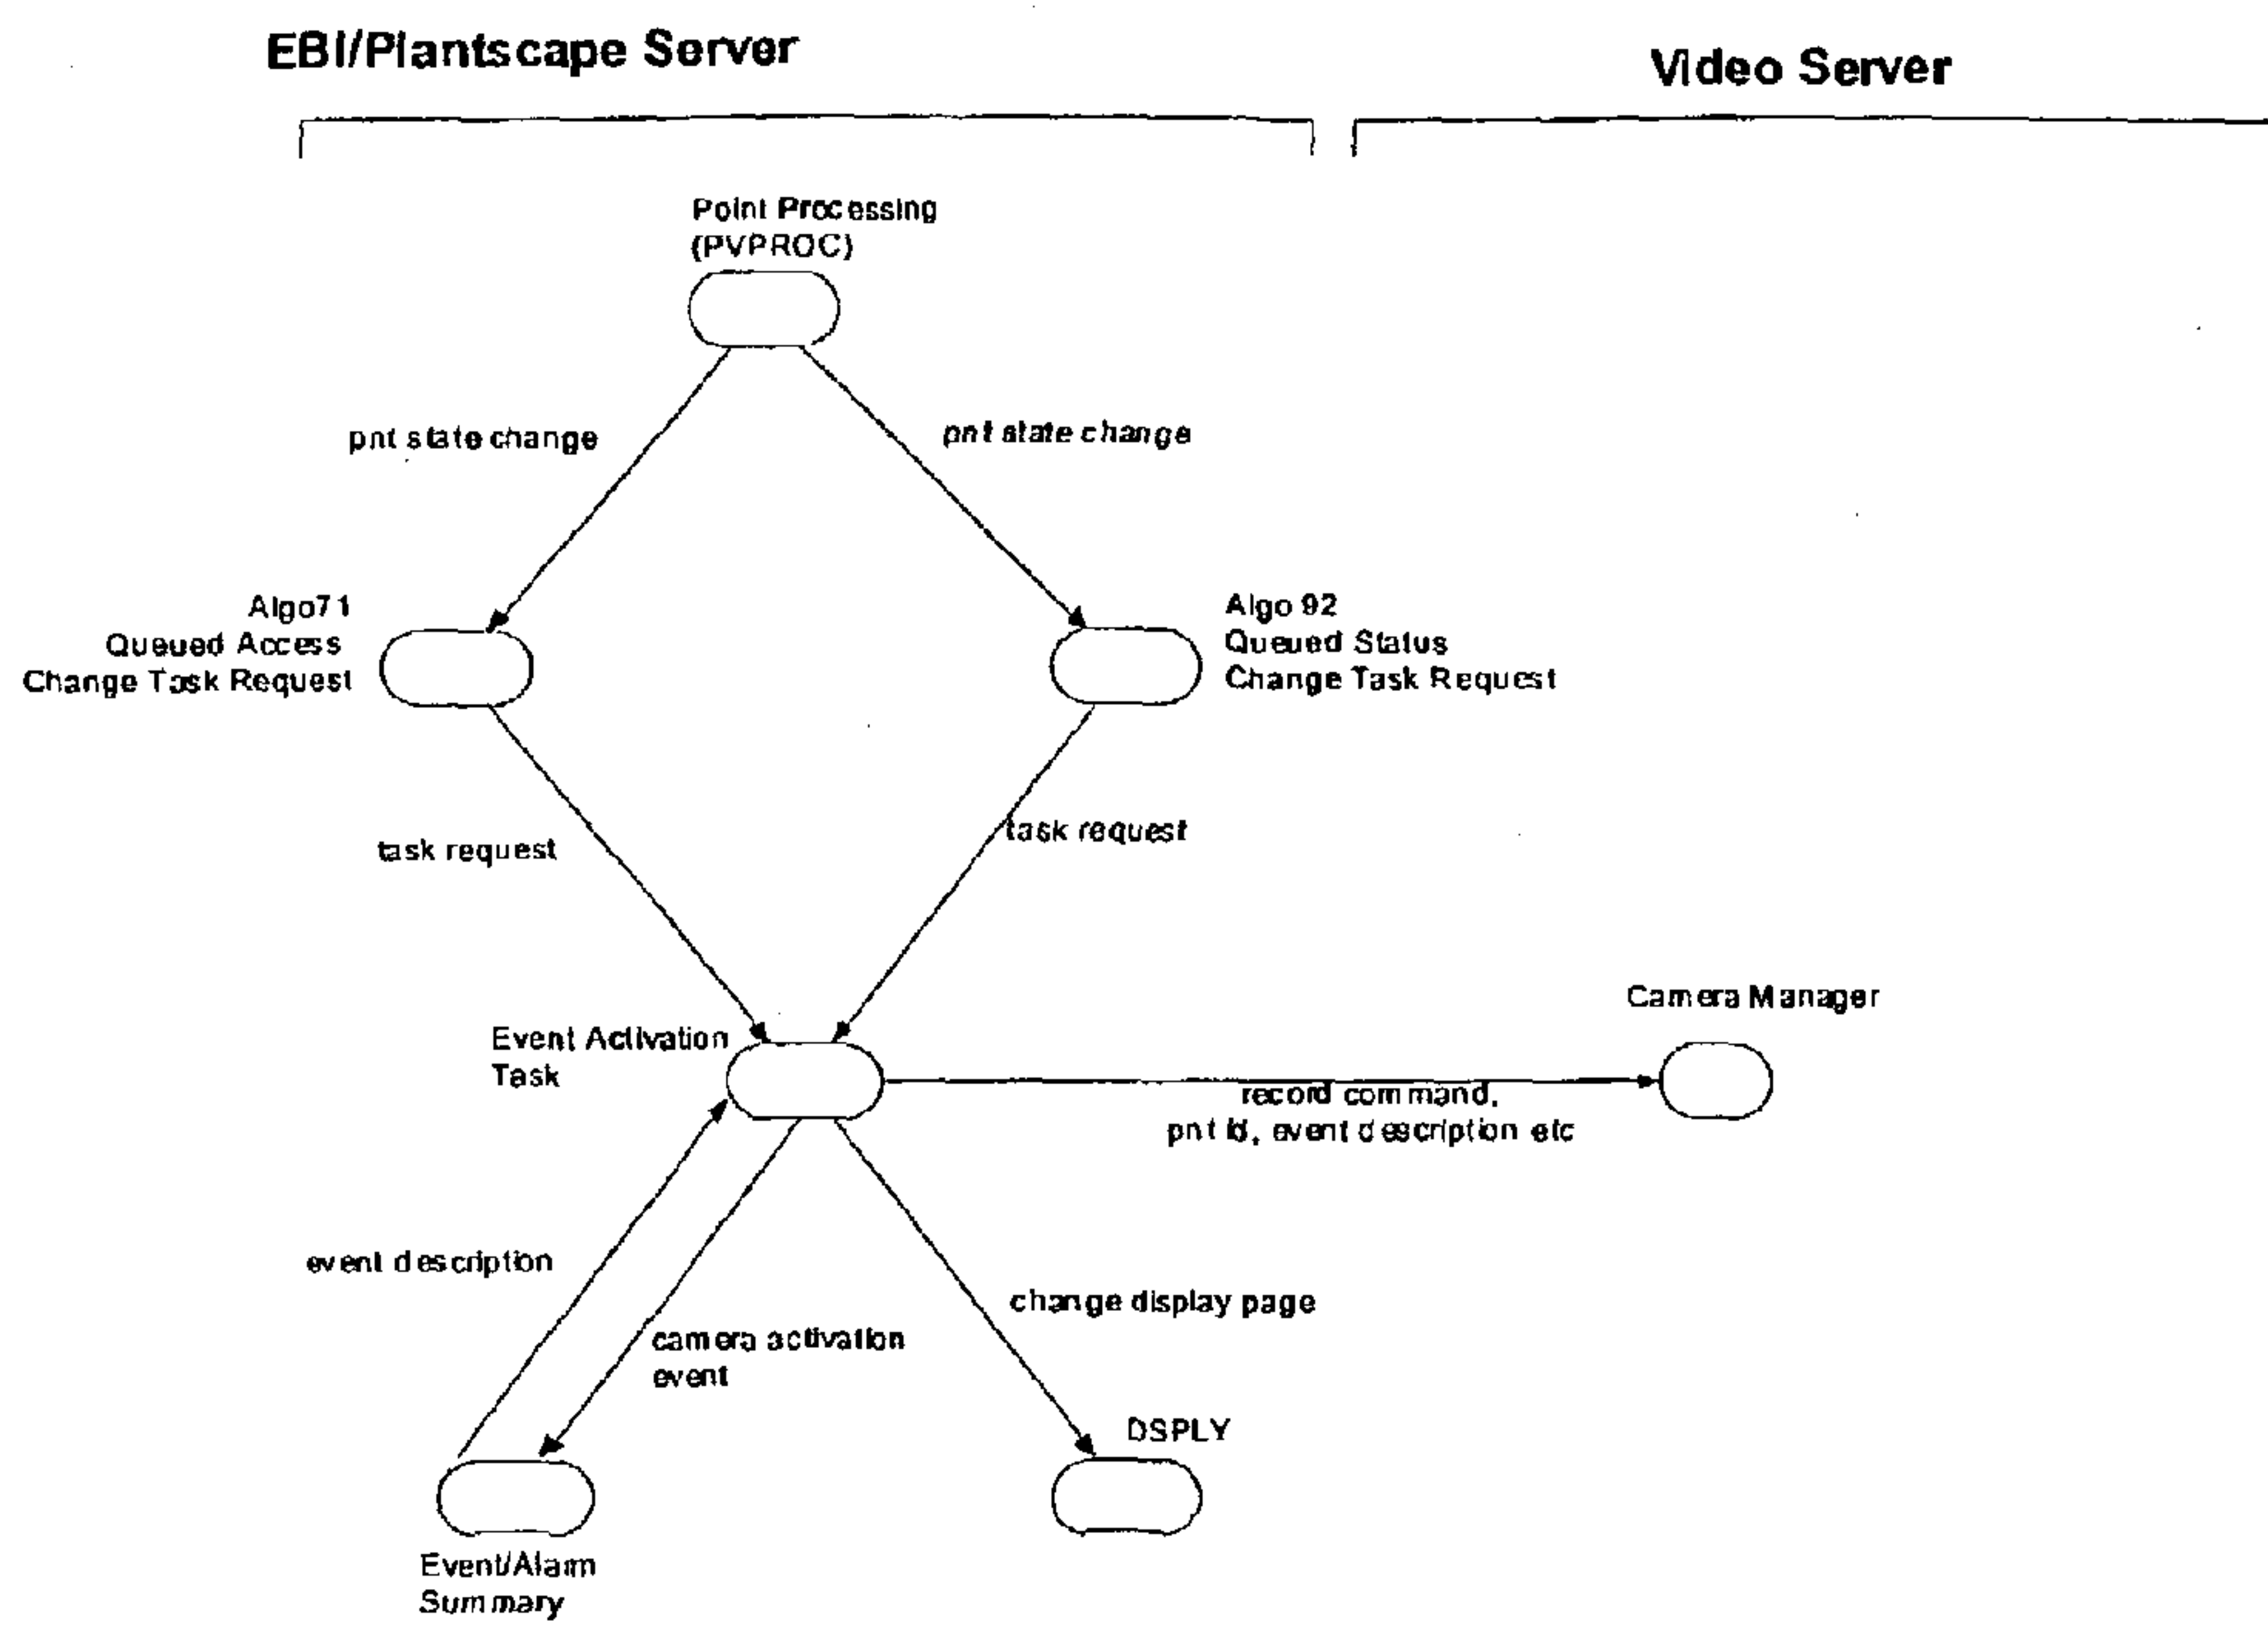 EBI/Plantscape Server
Video Server
Point Processing
(PVPROC)
pnt state change
pnt state change
Algo71
Queued Access
Change Task Request
Algo 92
Queued Status
Change Task Request
task request
task request
Camera Manager
Event Activation
Task
record command,
pnt id, event description etc
event description
change display page
camera activation
event
DSPLY
Event/Alarm
Summary